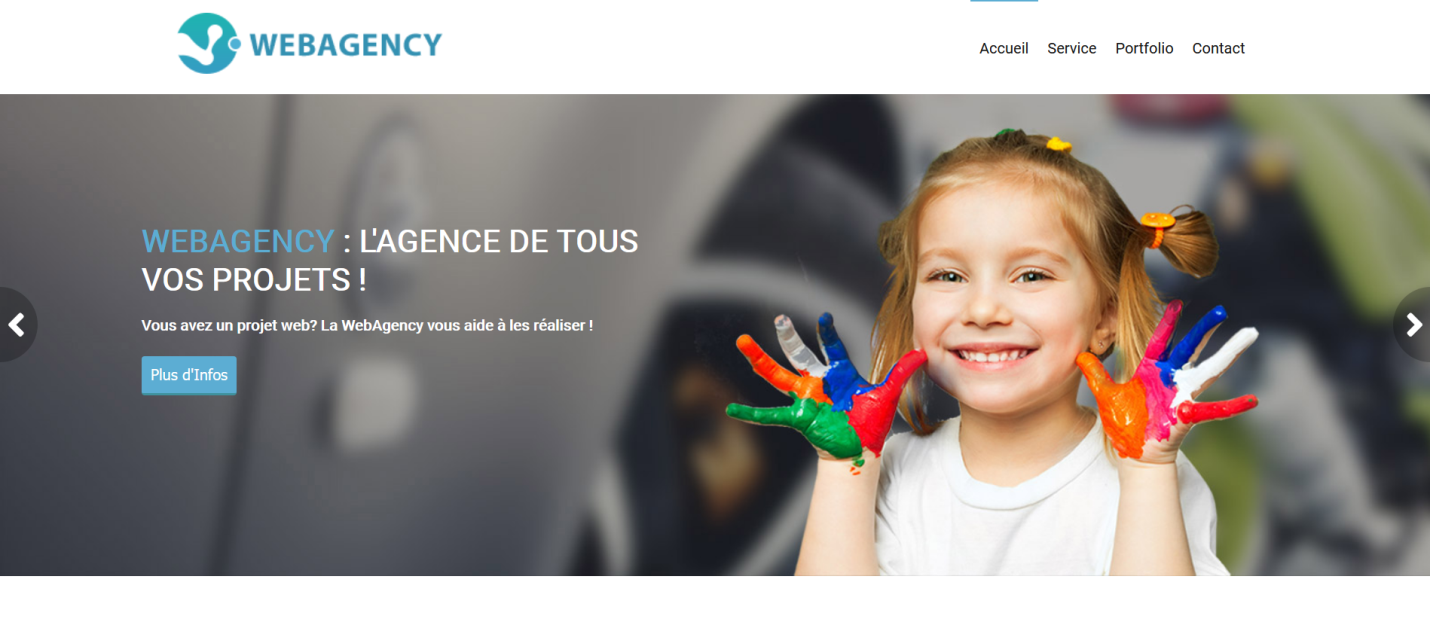 WEBAGENCY
Accueil Service Portfolio Contact
WEBAGENCY : L'AGENCE DE TOUS
VOS PROJETS !
Vous avez un projet web? La WebAgency vous aide à les réaliser !
Plus d'Infos